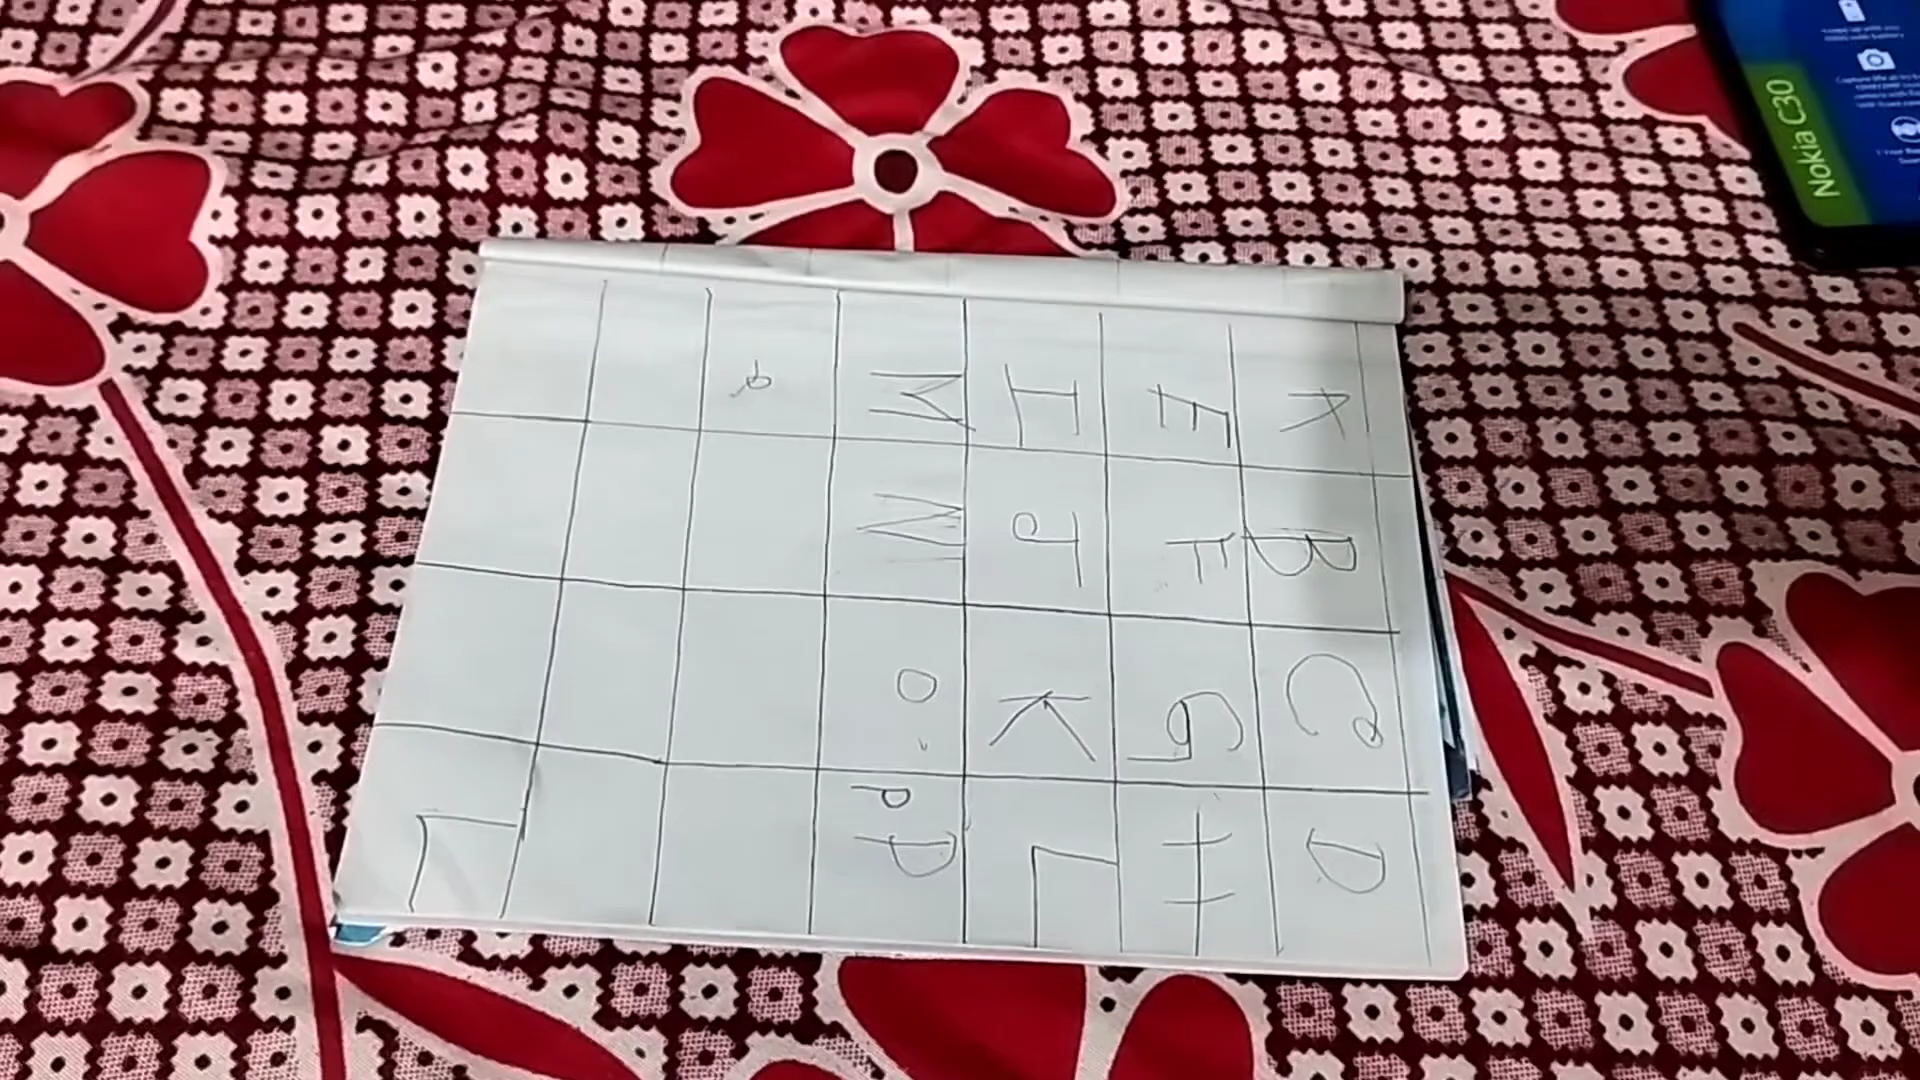 A B C D
E F G H
I J K L
M N O P P
Q
L
Nokia C30